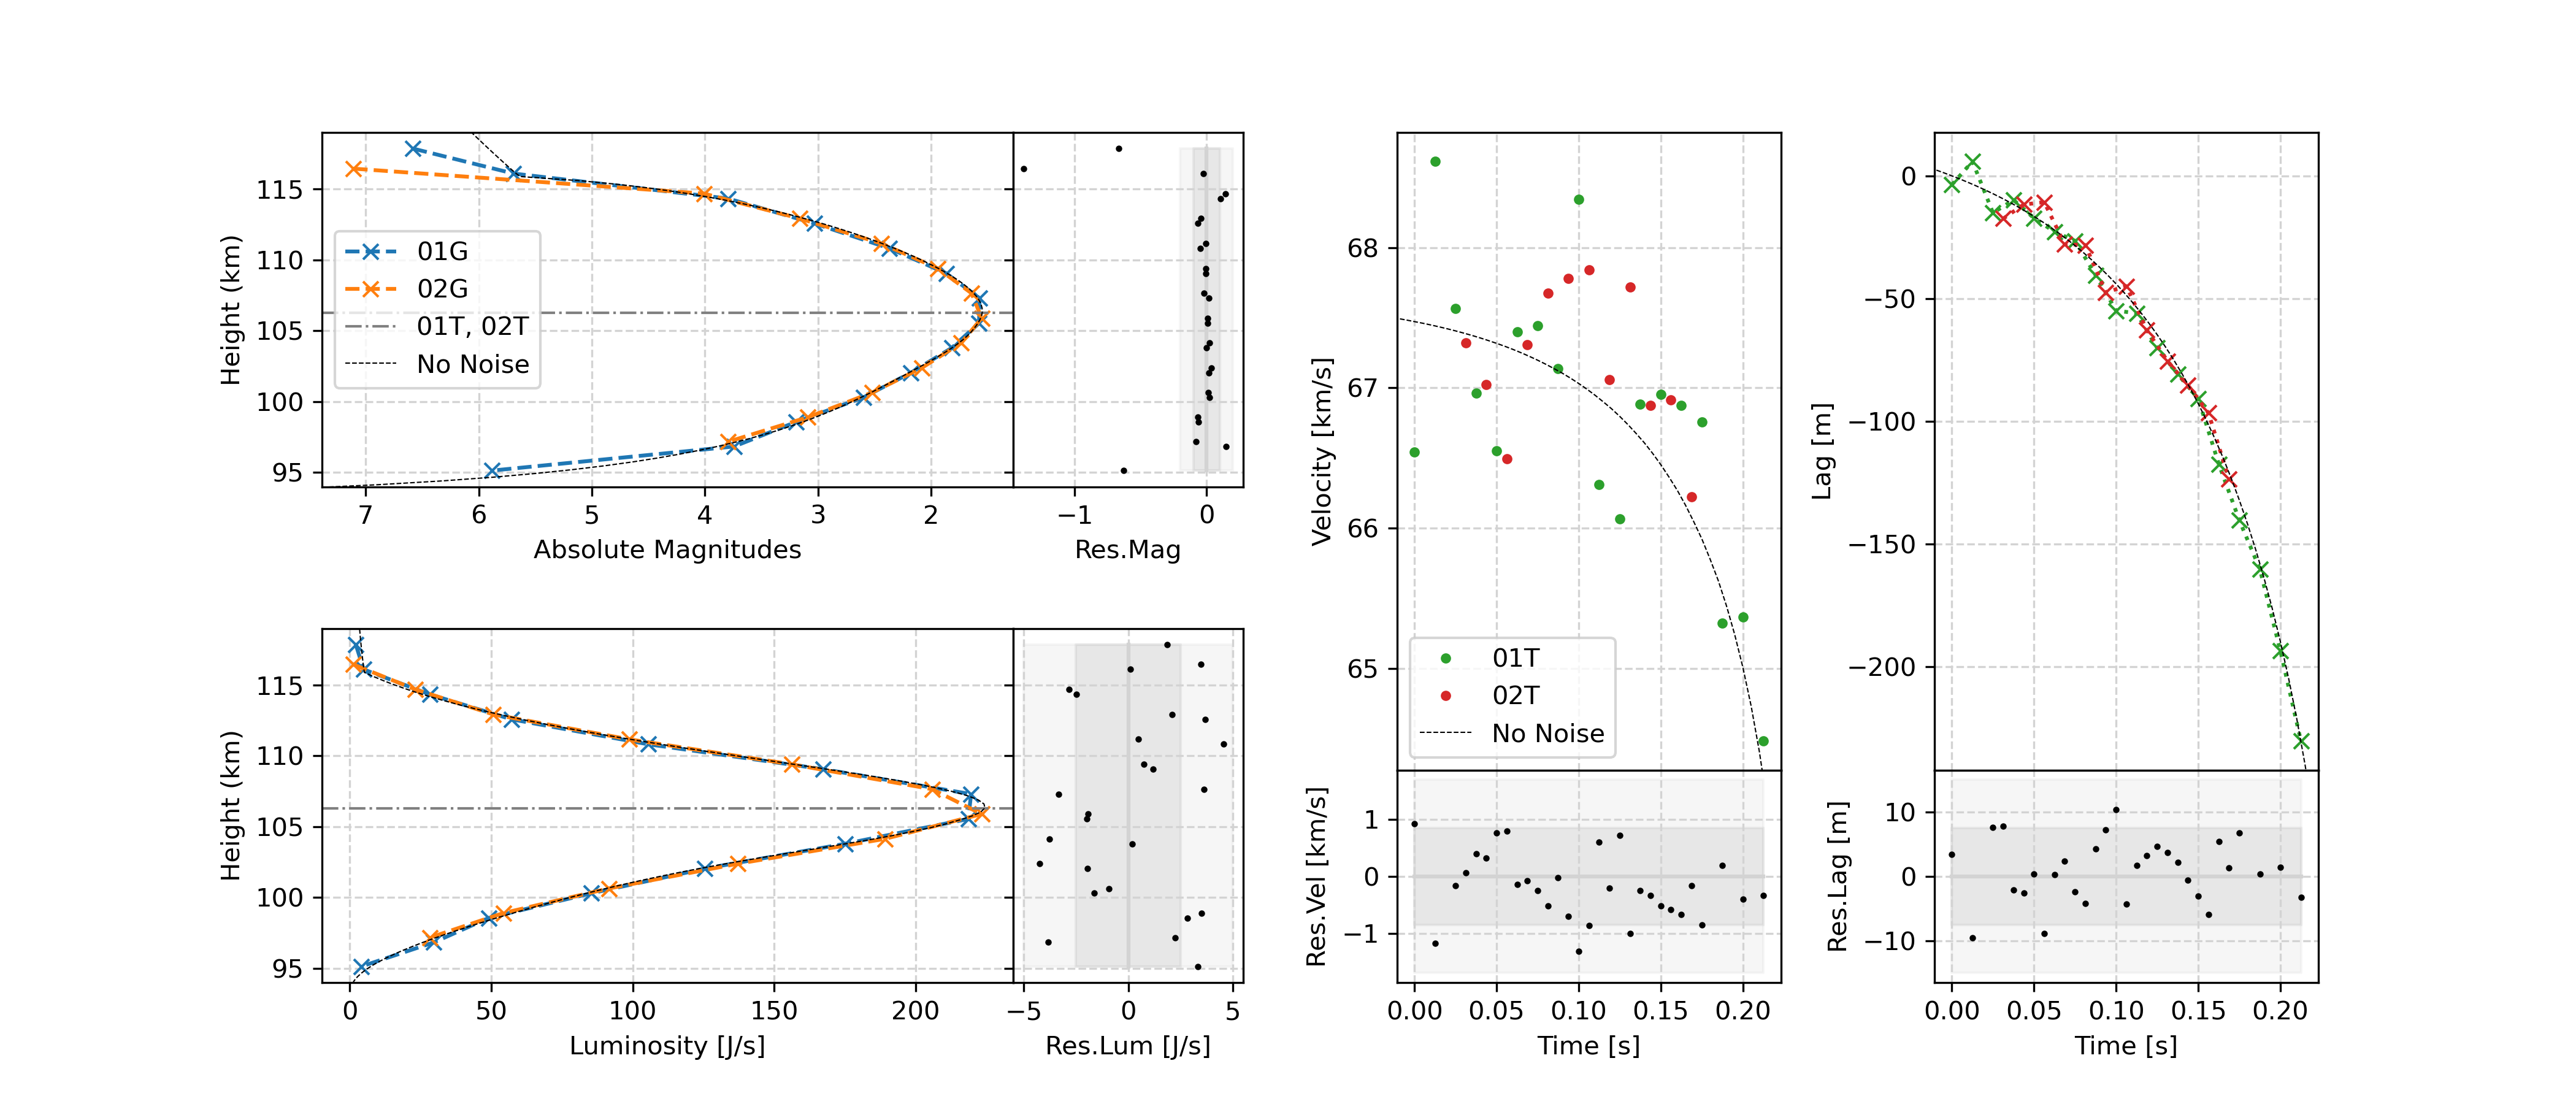 115
110
105
100
95
Height (km)
01G
02G
01T, 02T
No Noise
7
6
5
4
3
2
Absolute Magnitudes
−1
0
Res.Mag
115
110
105
100
95
Height (km)
0
50
100
150
200
Luminosity [J/s]
−5
0
5
Res.Lum [J/s]
68
67
66
65
Velocity [km/s]
01T
02T
No Noise
1
0
−1
Res.Vel [km/s]
0.00
0.05
0.10
0.15
0.20
Time [s]
0
−50
−100
−150
−200
Lag [m]
10
0
−10
Res.Lag [m]
0.00
0.05
0.10
0.15
0.20
Time [s]